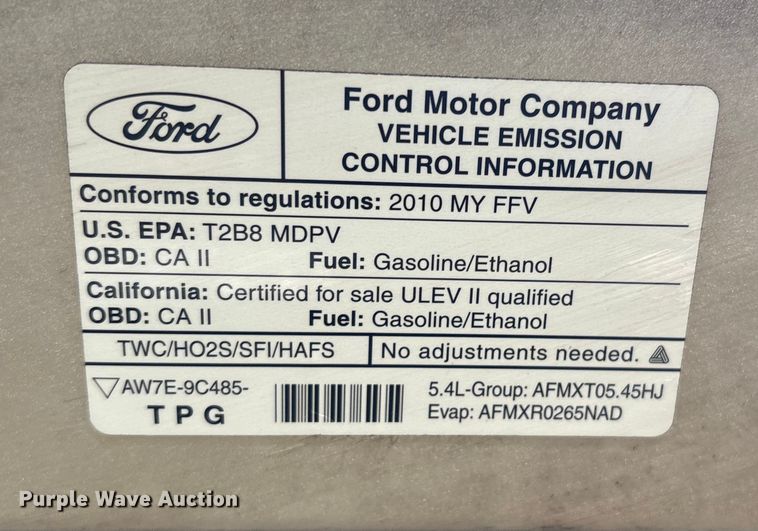 Ford
Ford Motor Company
VEHICLE EMISSION
CONTROL INFORMATION
Conforms to regulations: 2010 MY FFV
U.S. EPA: T2B8 MDPV
OBD: CA II Fuel: Gasoline/Ethanol
California: Certified for sale ULEV II qualified
OBD: CA II Fuel: Gasoline/Ethanol
TWC/HO2S/SFI/HAFS No adjustments needed.
AW7E-9C485-
T P G
5.4L-Group: AFMXT05.45HJ
Evap: AFMXR0265NAD
Purple Wave Auction